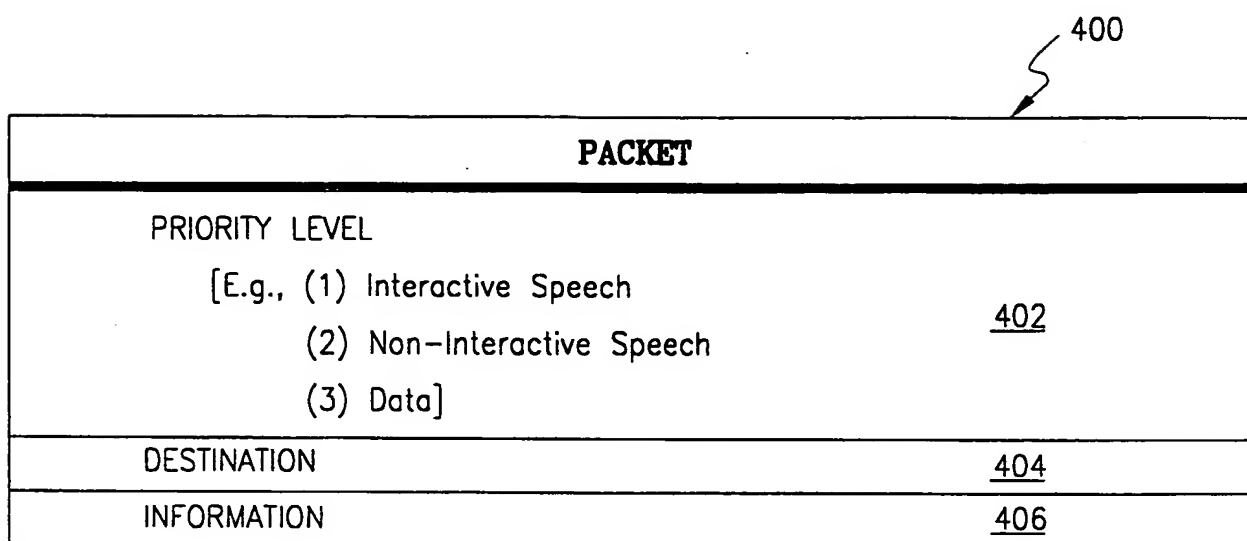 400
PACKET
PRIORITY LEVEL
[E.g., (1) Interactive Speech
(2) Non-Interactive Speech
(3) Data]
402
DESTINATION 404
INFORMATION 406